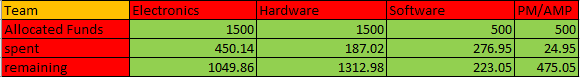 Team Electronics Hardware Software PM/AMP
Allocated Funds 1500 1500 500 500
spent 450.14 187.02 276.95 24.95
remaining 1049.86 1312.98 223.05 475.05